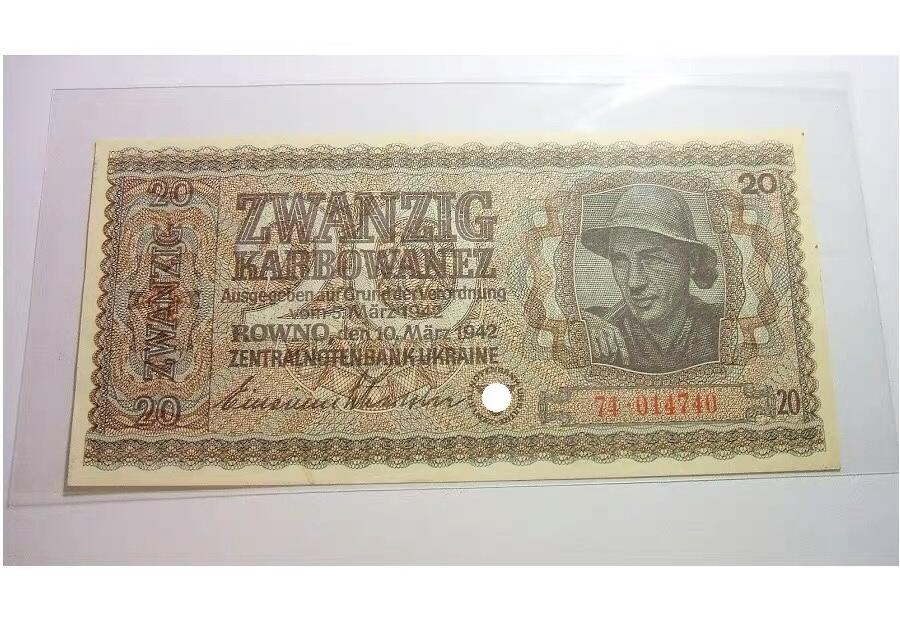 20
20
ZWANZIG
ZWANZIG
KARBOWANEZ
Ausgegeben auf Grund der Verordnung
vom 5. März 1942
ROWNO, den 10. März 1942
ZENTRALNOTENBANK UKRAINE
74·014740
20
20